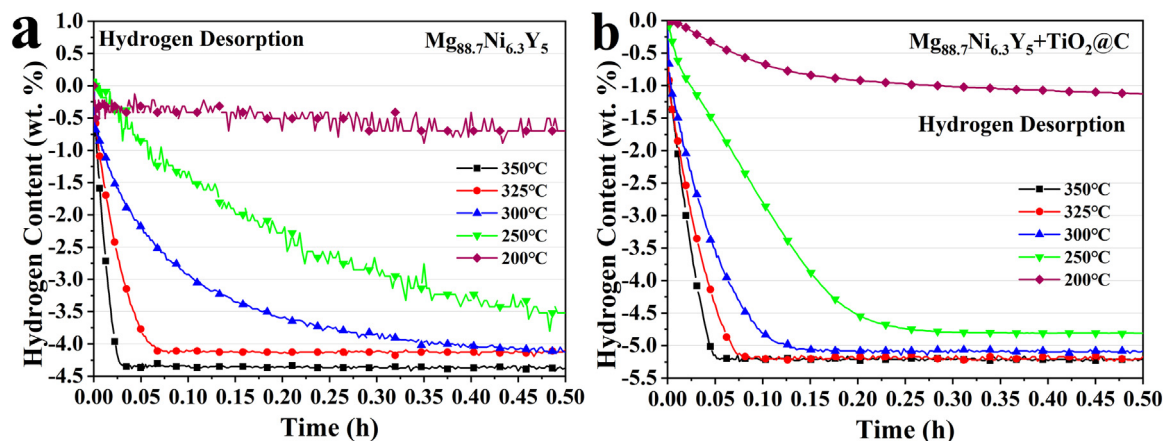 a
Hydrogen Desorption
Mg88.7Ni6.3Y5
Hydrogen Content (wt. %)
1.0
0.5
0.0
-0.5
-1.0
-1.5
-2.0
-2.5
-3.0
-3.5
-4.0
-4.5
350°C
325°C
300°C
250°C
200°C
0.00 0.05 0.10 0.15 0.20 0.25 0.30 0.35 0.40 0.45 0.50
Time (h)
b
Mg88.7Ni6.3Y5+TiO2@C
Hydrogen Desorption
Hydrogen Content (wt. %)
0.0
-0.5
-1.0
-1.5
-2.0
-2.5
-3.0
-3.5
-4.0
-4.5
-5.0
-5.5
350°C
325°C
300°C
250°C
200°C
0.00 0.05 0.10 0.15 0.20 0.25 0.30 0.35 0.40 0.45 0.50
Time (h)